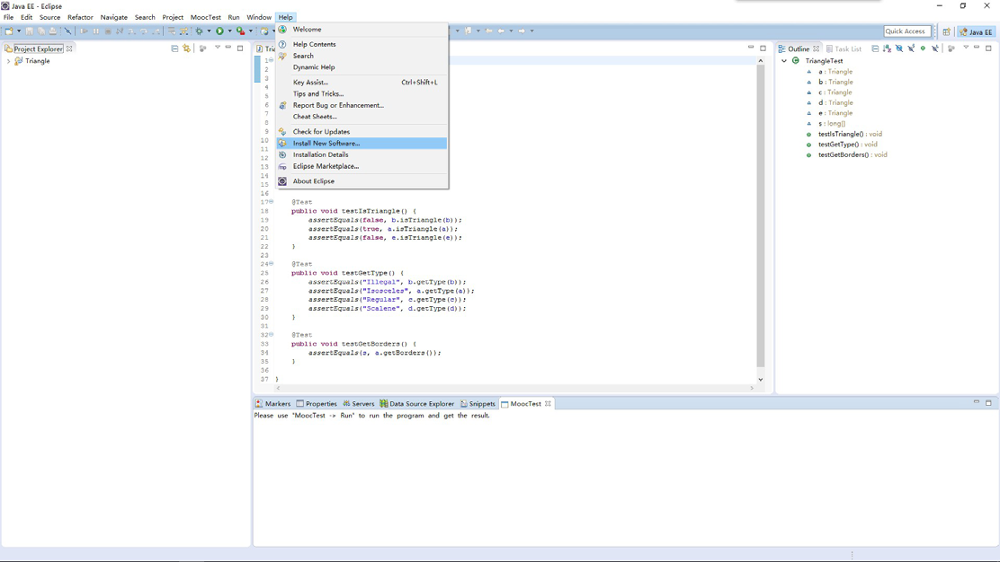 Java EE - Eclipse
File Edit Source Refactor Navigate Search Project MoocTest Run Window Help
Quick Access
Java EE
Project Explorer
Triangle
Welcome
Help Contents
Search
Dynamic Help
Key Assist... Ctrl+Shift+L
Tips and Tricks...
Report Bug or Enhancement...
Cheat Sheets...
Check for Updates
Install New Software...
Installation Details
Eclipse Marketplace...
About Eclipse
1
2
3
4
5
6
7
8
9
10
11
12
13
14
15
16
17 @Test
18 public void testIsTriangle() {
19 assertEquals(false, b.isTriangle(b));
20 assertEquals(true, a.isTriangle(a));
21 assertEquals(false, e.isTriangle(e));
22 }
23
24 @Test
25 public void testGetType() {
26 assertEquals("Illegal", b.getType(b));
27 assertEquals("Isosceles", a.getType(a));
28 assertEquals("Regular", c.getType(c));
29 assertEquals("Scalene", d.getType(d));
30 }
31
32 @Test
33 public void testGetBorders() {
34 assertEquals(s, a.getBorders());
35 }
36
37 }
Outline Task List
TriangleTest
a : Triangle
b : Triangle
c : Triangle
d : Triangle
e : Triangle
s : long[]
testIsTriangle() : void
testGetType() : void
testGetBorders() : void
Markers Properties Servers Data Source Explorer Snippets MoocTest
Please use "MoocTest -> Run" to run the program and get the result.